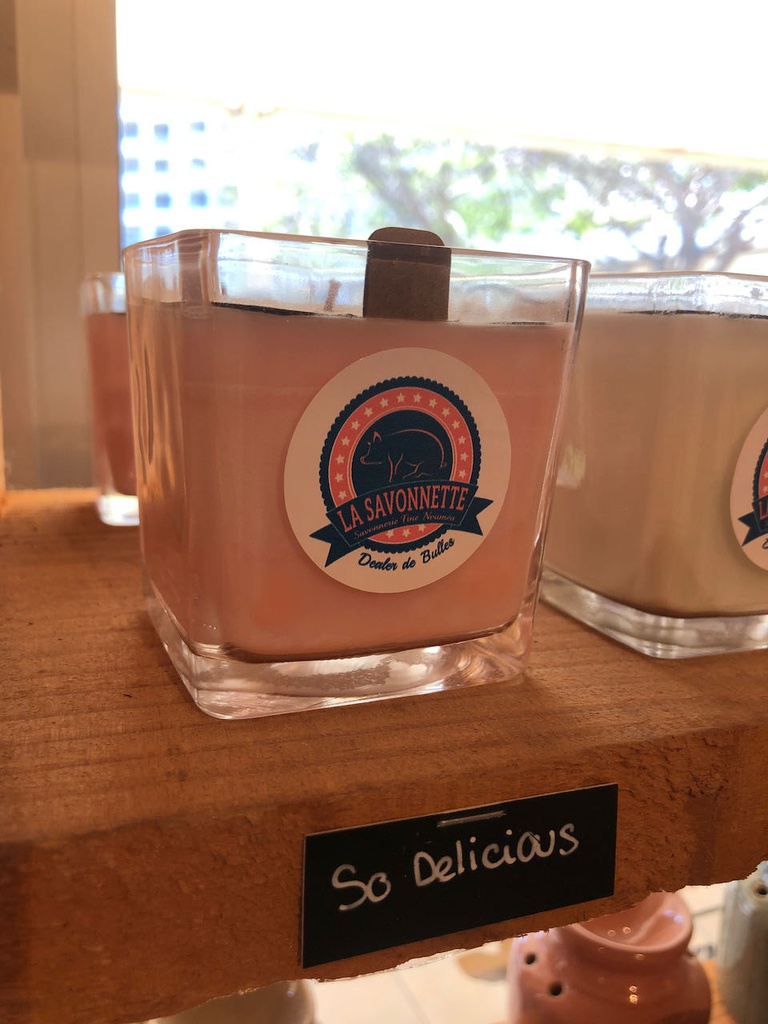 LA SAVONNETTE
Savonnerie Fine Nouméa
Dealer de Bulles
So Delicious